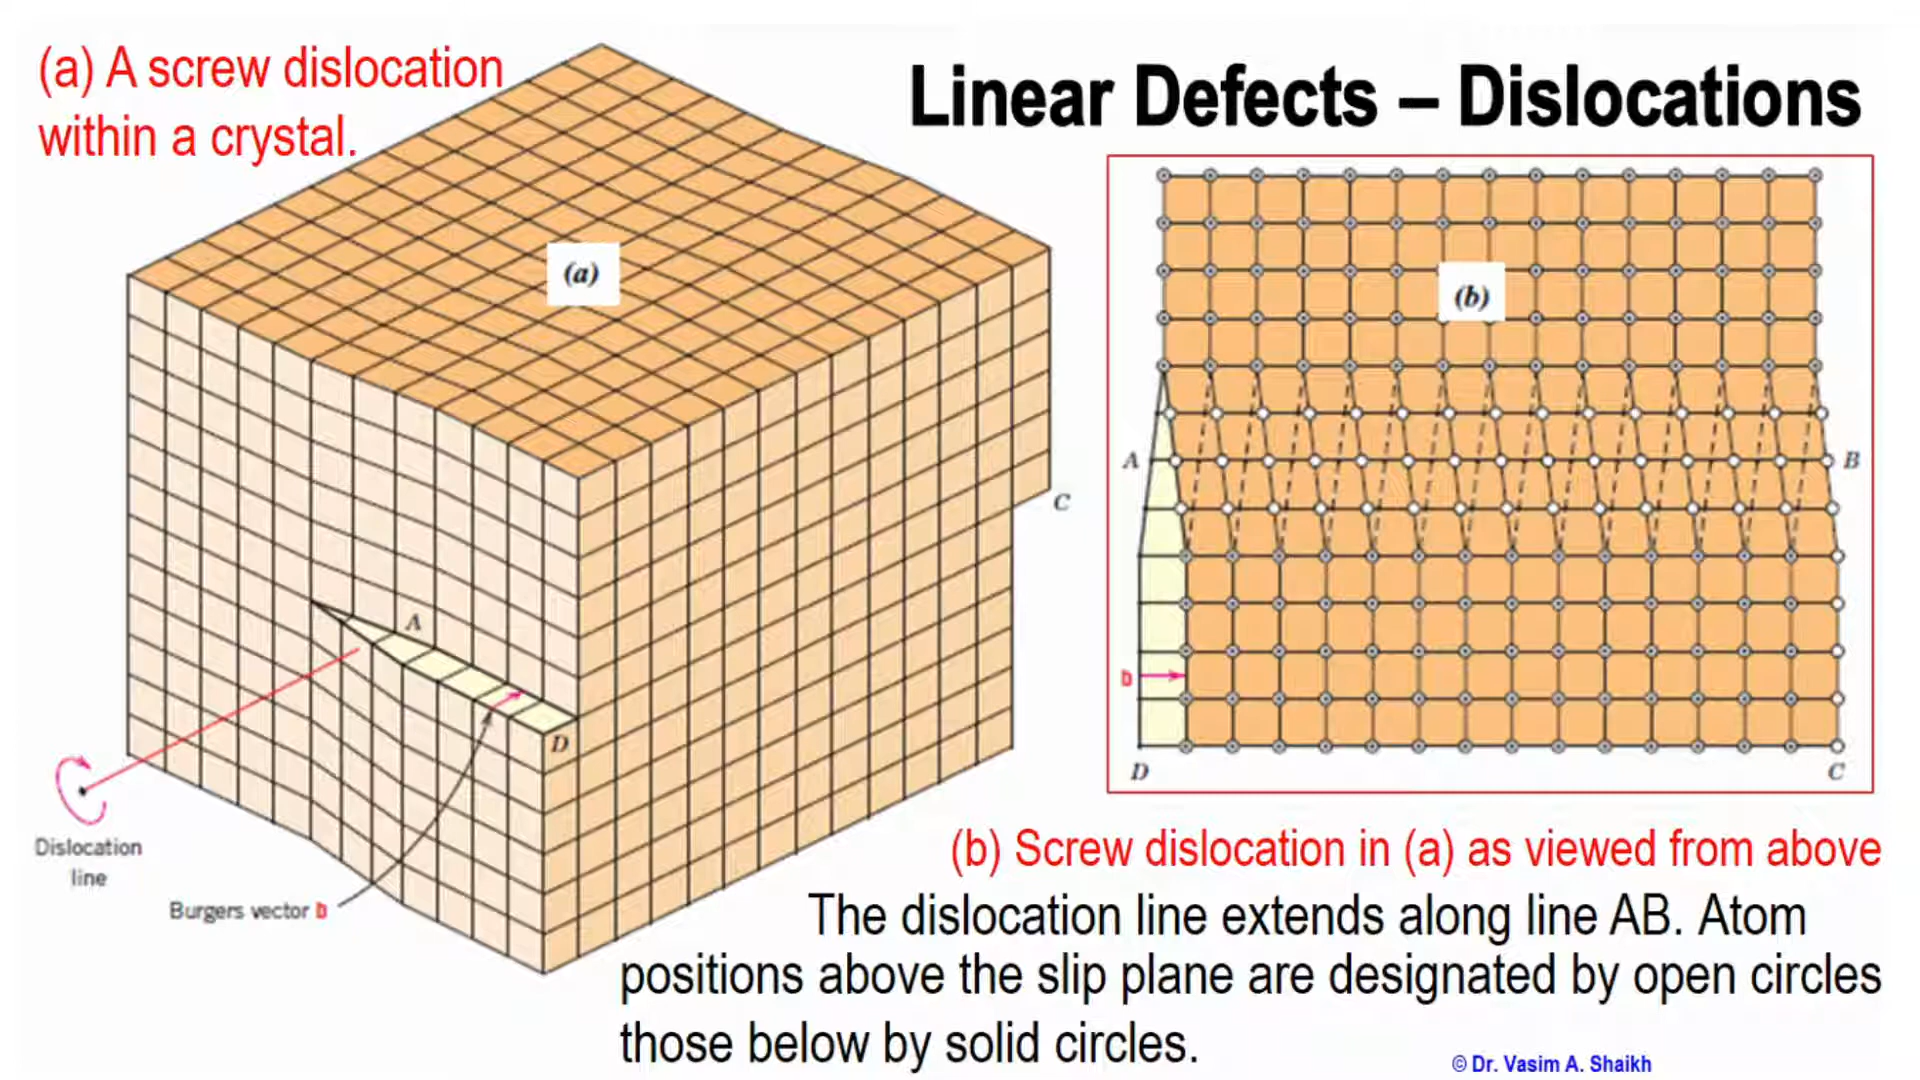 (a) A screw dislocation
within a crystal.
Linear Defects – Dislocations
(a)
C
A
D
Dislocation
line
Burgers vector b
(b)
A
B
b
D
C
(b) Screw dislocation in (a) as viewed from above
The dislocation line extends along line AB. Atom
positions above the slip plane are designated by open circles
those below by solid circles.
© Dr. Vasim A. Shaikh